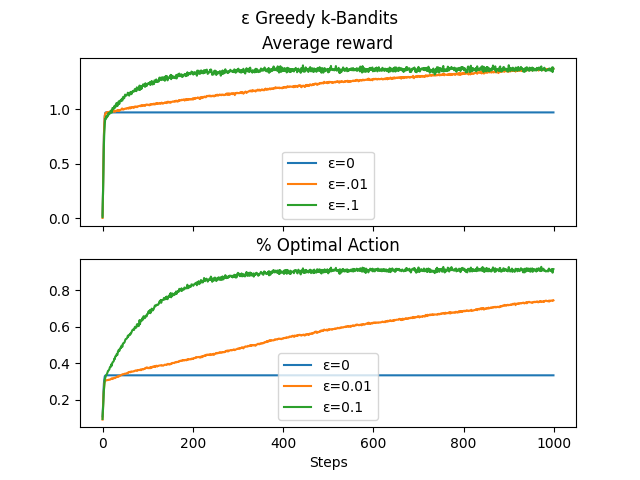 ε Greedy k-Bandits
Average reward
1.0
0.5
0.0
ε=0
ε=.01
ε=.1
% Optimal Action
0.8
0.6
0.4
0.2
ε=0
ε=0.01
ε=0.1
0 200 400 600 800 1000
Steps